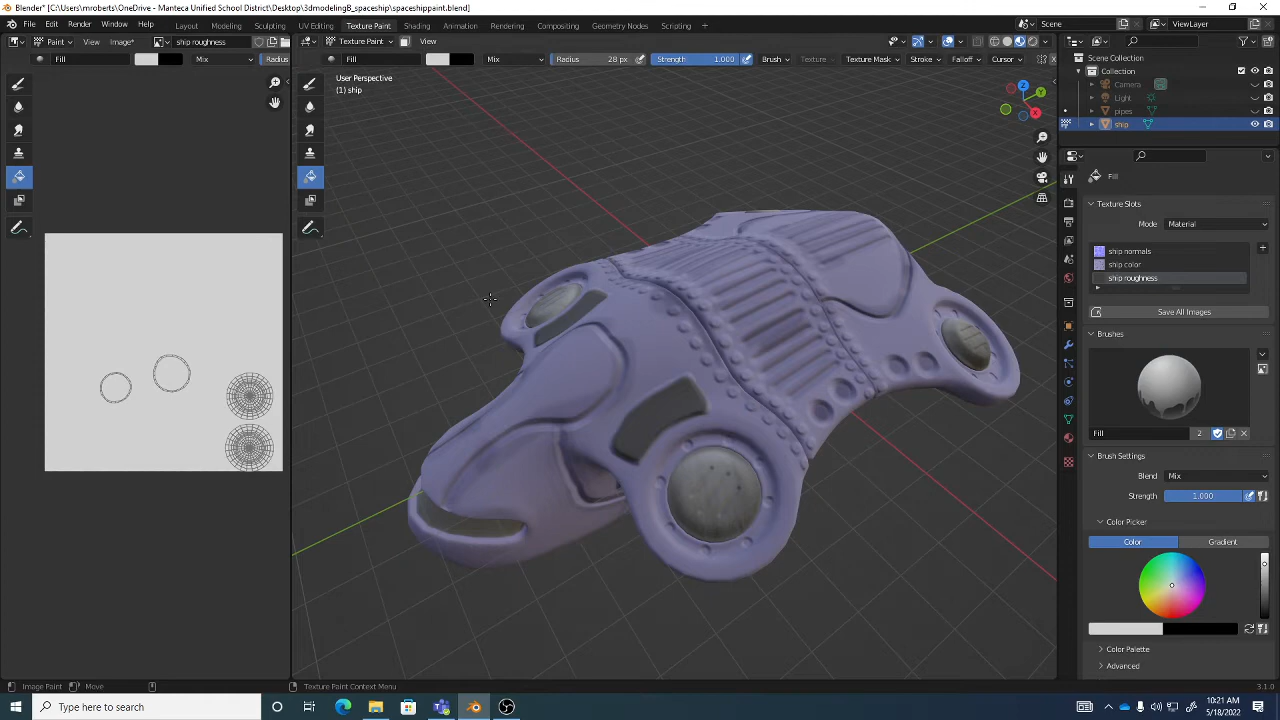 Blender* [C:\Users\mroberts\OneDrive - Manteca Unified School District\Desktop\3dmodelingB_spaceship\spaceshippaint.blend]
File Edit Render Window Help Layout Modeling Sculpting UV Editing Texture Paint Shading Animation Rendering Compositing Geometry Nodes Scripting + Scene ViewLayer
Paint View Image* ship roughness Texture Paint View
Fill Mix Radius Fill Mix Radius 28 px Strength 1.000 Brush Texture Texture Mask Stroke Falloff Cursor
User Perspective
(1) ship
Z
Y
X
Scene Collection
Collection
Camera
Light
pipes
ship
Fill
Texture Slots
Mode Material
ship normals
ship color
ship roughness
Save All Images
Brushes
Fill 2
Brush Settings
Blend Mix
Strength 1.000
Color Picker
Color Gradient
Color Palette
Advanced
Image Paint Move Texture Paint Context Menu 3.1.0
Type here to search
10:21 AM
5/18/2022